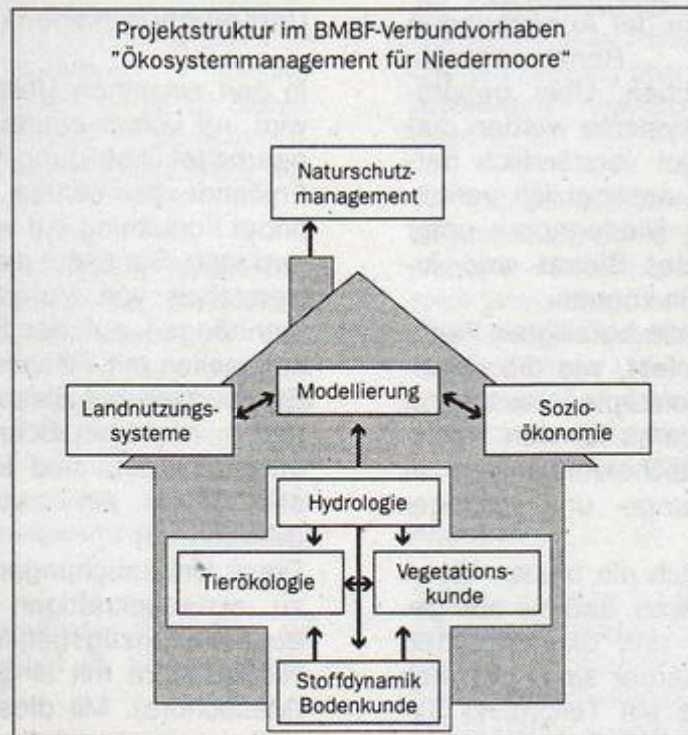 Projektstruktur im BMBF-Verbundvorhaben
"Ökosystemmanagement für Niedermoore“
Naturschutz-
management
Modellierung
Landnutzungs-
systeme
Sozio-
ökonomie
Hydrologie
Tierökologie
Vegetations-
kunde
Stoffdynamik
Bodenkunde